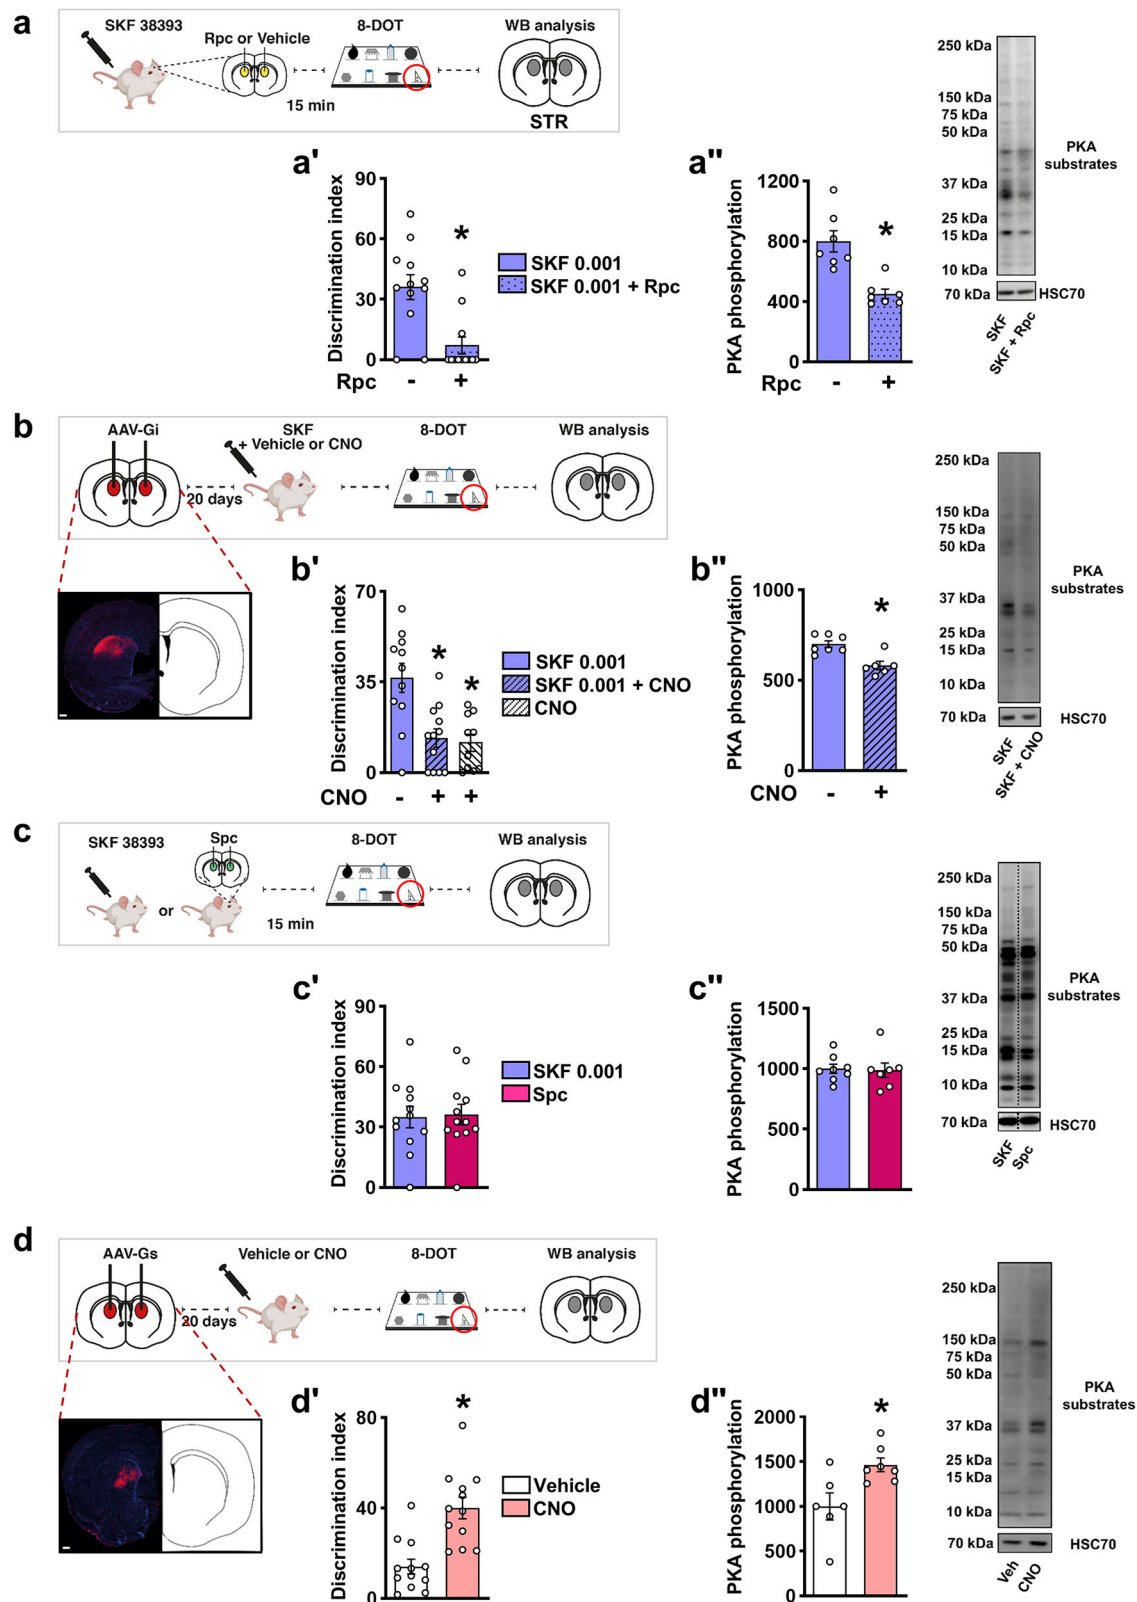 a
SKF 38393
Rpc or Vehicle
15 min
8-DOT
WB analysis
STR
a'
Discrimination index
90
60
30
0
*
Rpc - +
SKF 0.001
SKF 0.001 + Rpc
a"
PKA phosphorylation
1200
800
400
0
*
Rpc - +
250 kDa
150 kDa
75 kDa
50 kDa
37 kDa
25 kDa
15 kDa
10 kDa
70 kDa
PKA
substrates
HSC70
SKF
SKF + Rpc
b
AAV-Gi
20 days
SKF
+ Vehicle or CNO
8-DOT
WB analysis
b'
Discrimination index
70
35
0
* *
CNO - + +
SKF 0.001
SKF 0.001 + CNO
CNO
b"
PKA phosphorylation
1000
500
0
*
CNO - +
250 kDa
150 kDa
75 kDa
50 kDa
37 kDa
25 kDa
15 kDa
10 kDa
70 kDa
PKA
substrates
HSC70
SKF
SKF + CNO
c
SKF 38393
or
Spc
15 min
8-DOT
WB analysis
c'
Discrimination index
90
60
30
0
SKF 0.001
Spc
c"
PKA phosphorylation
1500
1000
500
0
250 kDa
150 kDa
75 kDa
50 kDa
37 kDa
25 kDa
15 kDa
10 kDa
70 kDa
PKA
substrates
HSC70
SKF
Spc
d
AAV-Gs
20 days
Vehicle or CNO
8-DOT
WB analysis
d'
Discrimination index
80
40
0
*
Vehicle
CNO
d"
PKA phosphorylation
2000
1500
1000
500
0
*
250 kDa
150 kDa
75 kDa
50 kDa
37 kDa
25 kDa
15 kDa
10 kDa
70 kDa
PKA
substrates
HSC70
Veh
CNO